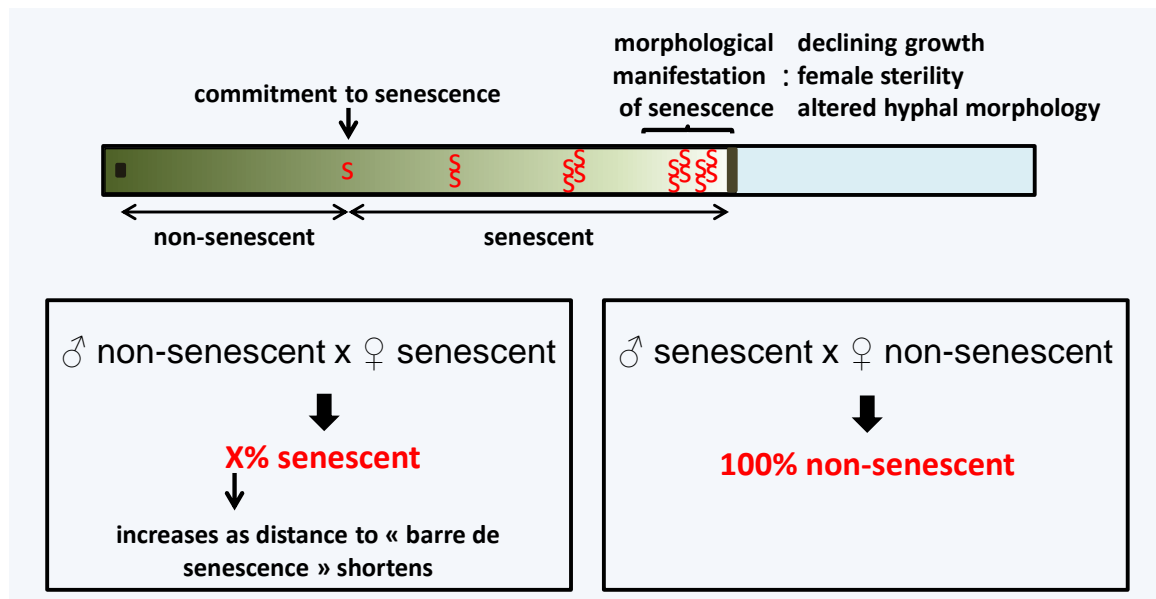 morphological manifestation of senescence
:
declining growth
female sterility
altered hyphal morphology
commitment to senescence
S
S
S
S
S
S
S
S
S
S
S
S
S
non-senescent
senescent
♂ non-senescent x ♀ senescent
X% senescent
increases as distance to « barre de
senescence » shortens
♂ senescent x ♀ non-senescent
100% non-senescent